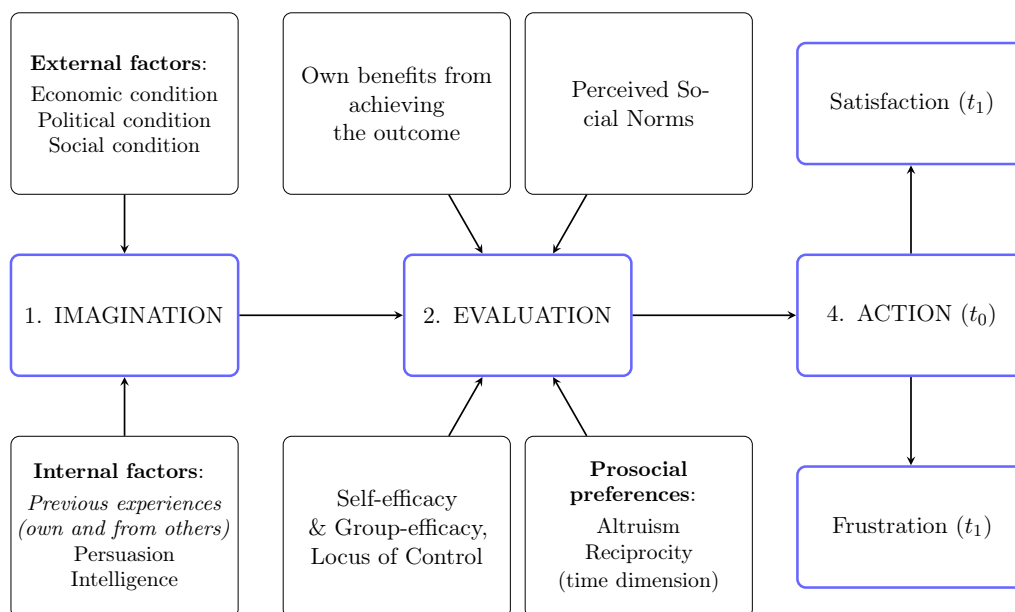 External factors:
Economic condition
Political condition
Social condition
Own benefits from
achieving
the outcome
Perceived So-
cial Norms
Satisfaction (t₁)
1. IMAGINATION
2. EVALUATION
4. ACTION (t₀)
Internal factors:
Previous experiences
(own and from others)
Persuasion
Intelligence
Self-efficacy
& Group-efficacy,
Locus of Control
Prosocial
preferences:
Altruism
Reciprocity
(time dimension)
Frustration (t₁)